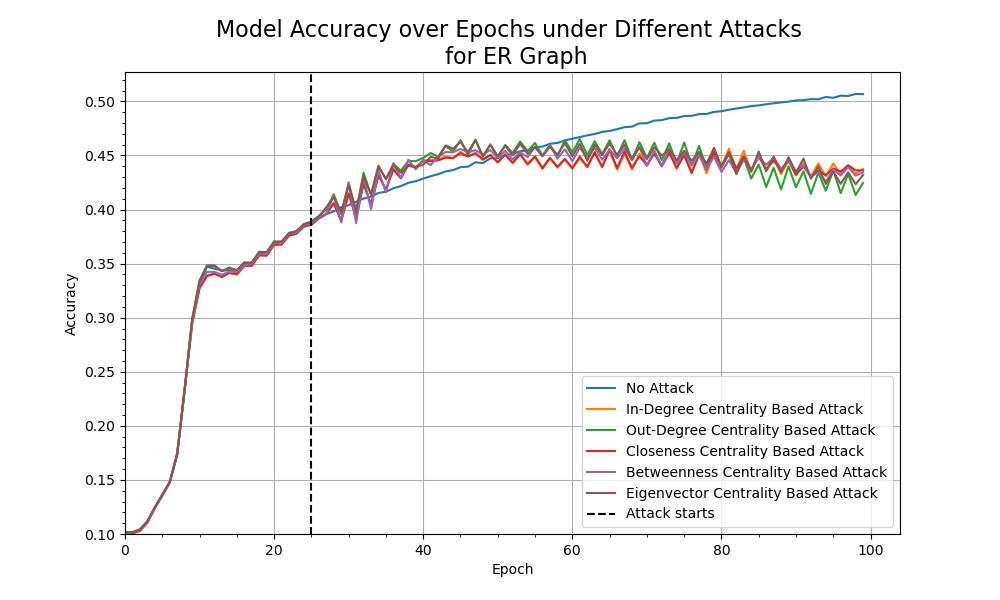 Model Accuracy over Epochs under Different Attacks
for ER Graph
Accuracy
0.50
0.45
0.40
0.35
0.30
0.25
0.20
0.15
0.10
0
20
40
60
80
100
Epoch
No Attack
In-Degree Centrality Based Attack
Out-Degree Centrality Based Attack
Closeness Centrality Based Attack
Betweenness Centrality Based Attack
Eigenvector Centrality Based Attack
Attack starts